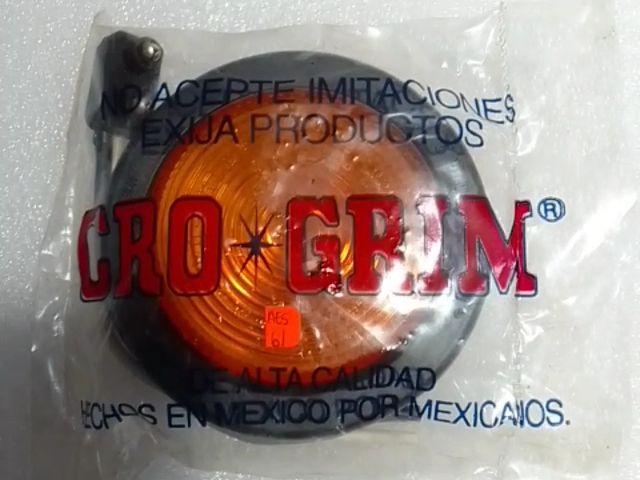 NO ACEPTE IMITACIONES
EXIJA PRODUCTOS
CRO GRIM®
AES
61
DE ALTA CALIDAD
HECHOS EN MEXICO POR MEXICANOS.